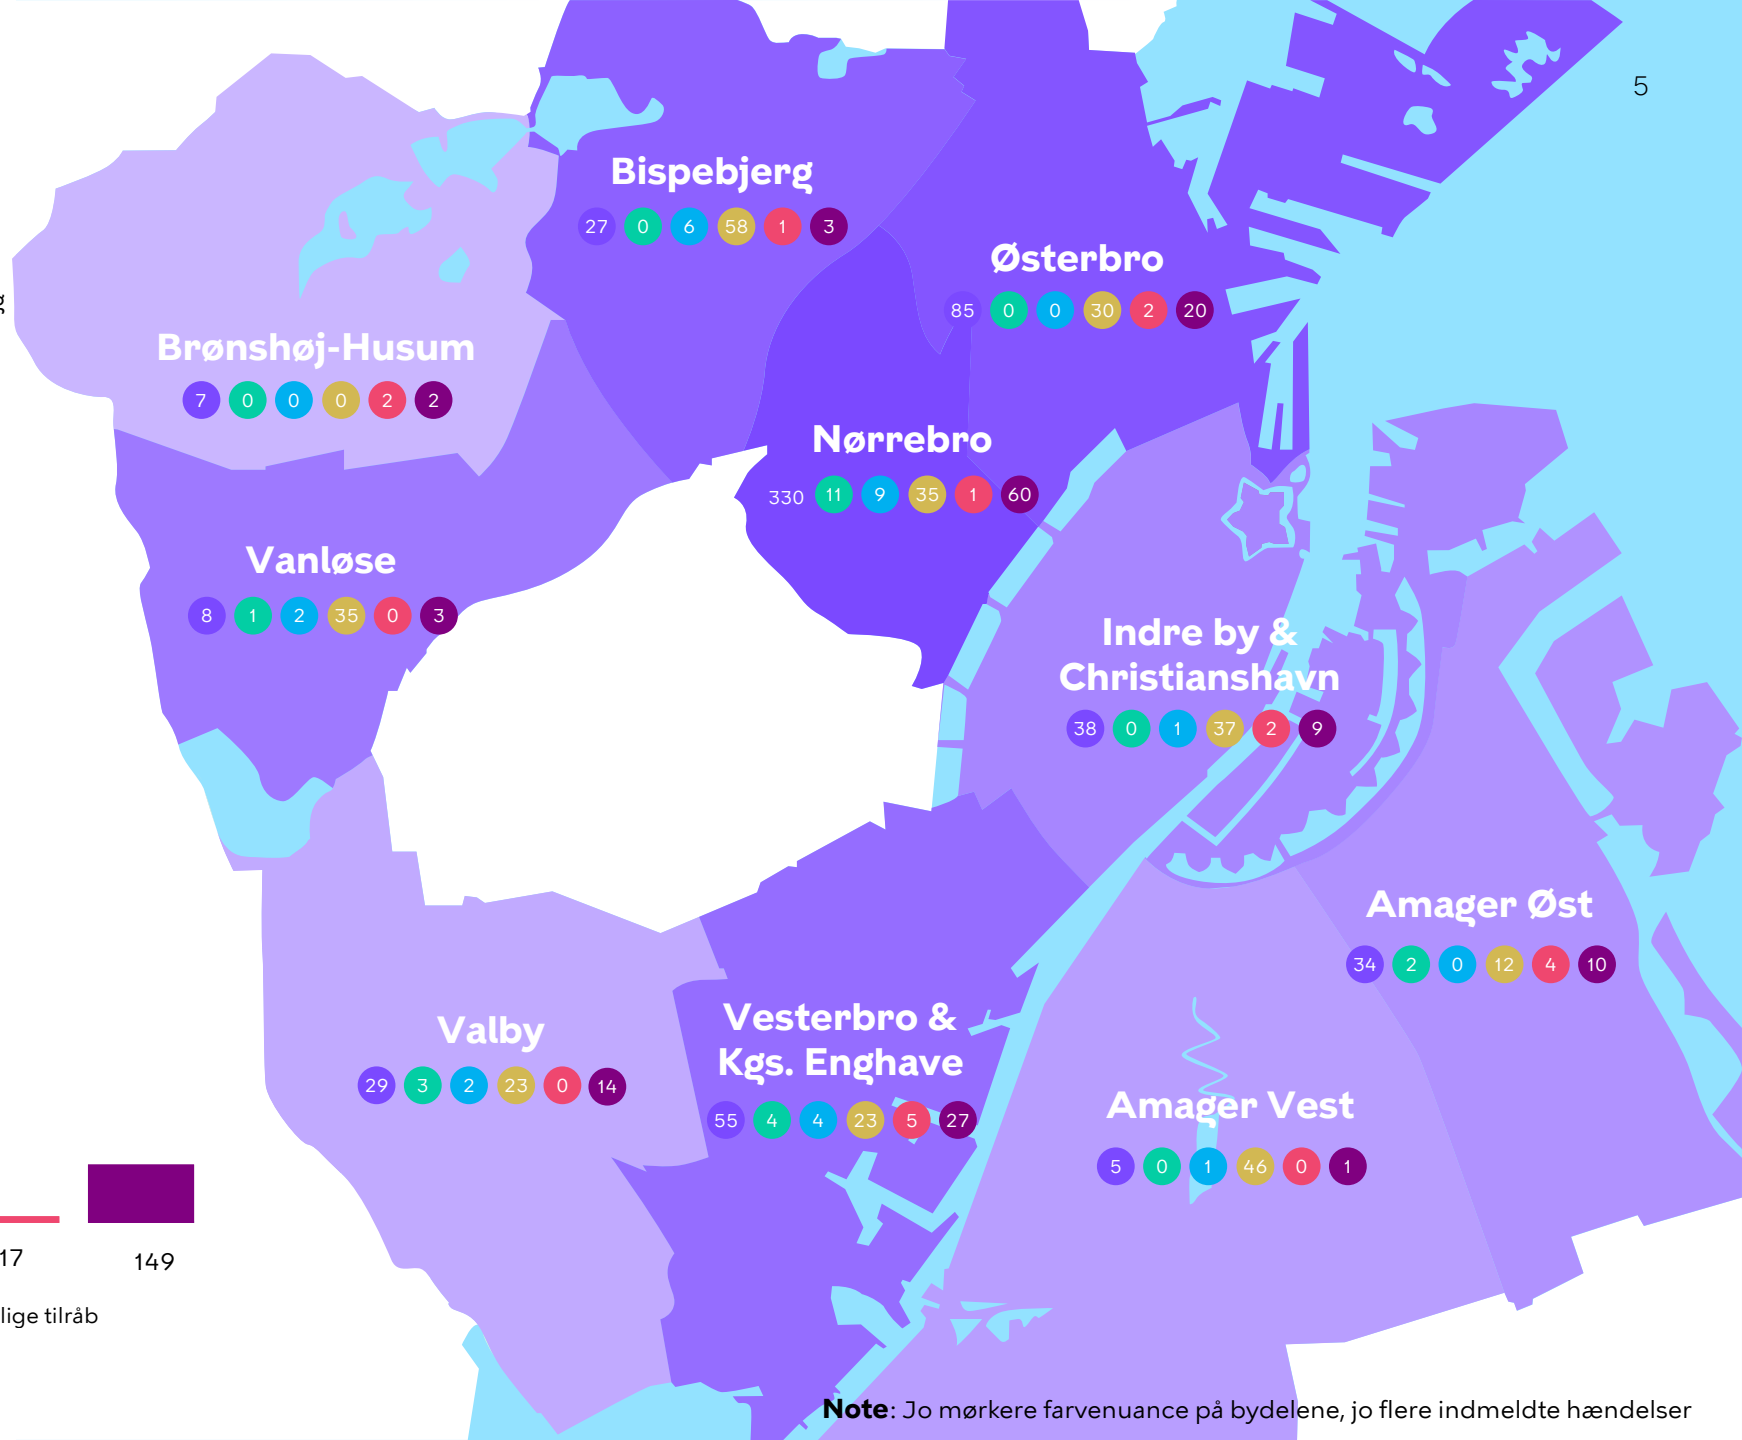 5
Bispebjerg
27 0 6 58 1 3
Østerbro
85 0 0 30 2 20
Brønshøj-Husum
7 0 0 0 2 2
Nørrebro
330 11 9 35 1 60
Vanløse
8 1 2 35 0 3
Indre by &
Christianshavn
38 0 1 37 2 9
Amager Øst
34 2 0 12 4 10
Valby
29 3 2 23 0 14
Vesterbro &
Kgs. Enghave
55 4 4 23 5 27
Amager Vest
5 0 1 46 0 1
17 149
lige tilråb
Note: Jo mørkere farvenuance på bydelene, jo flere indmeldte hændelser